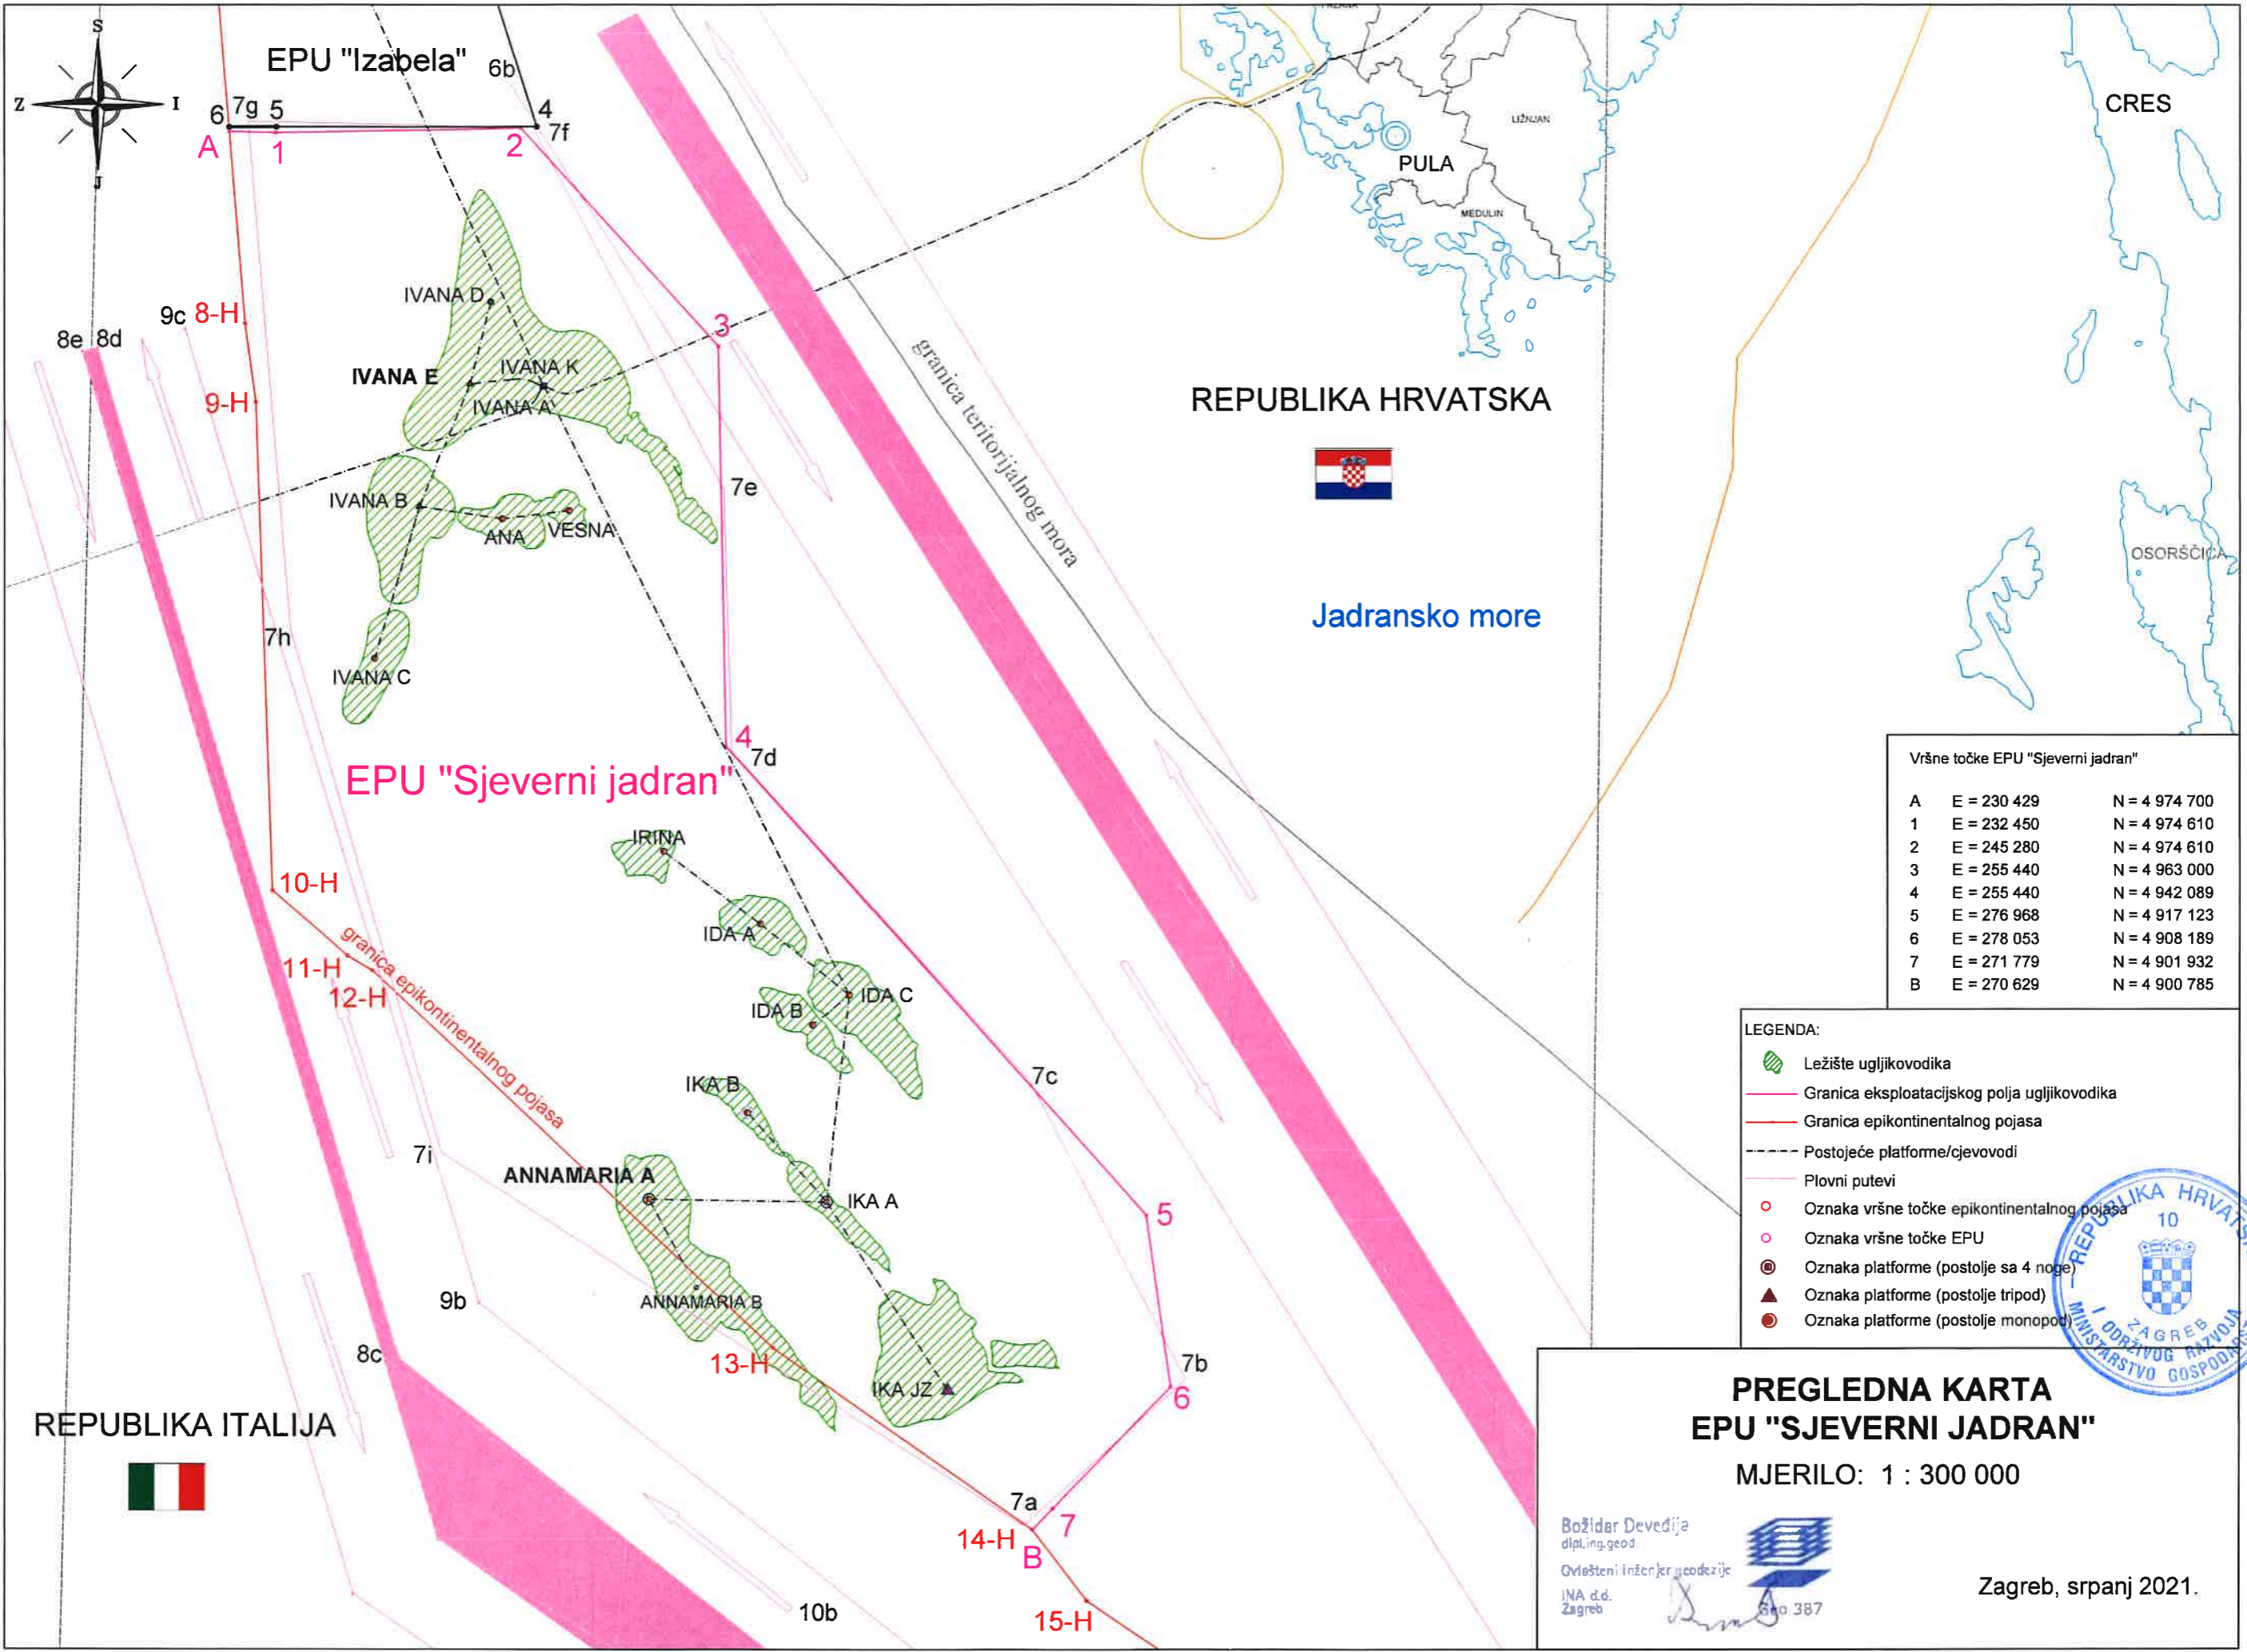 S
Z
I
J
EPU "Izabela"
6b
6
7g
5
4
7f
A
1
2
PULA
LIŽNJAN
MEDULIN
CRES
3
IVANA D
9c
8-H
8e
8d
IVANA E
IVANA K
IVANA A
9-H
granica teritorijalnog mora
REPUBLIKA HRVATSKA
7e
IVANA B
ANA
VESNA
OSORŠČICA
Jadransko more
7h
IVANA C
4
7d
EPU "Sjeverni jadran"
IRINA
10-H
IDA A
granica epikontinentalnog pojasa
11-H
12-H
IDA C
IDA B
7c
IKA B
7i
ANNAMARIA A
IKA A
5
9b
ANNAMARIA B
8c
13-H
7b
6
IKA JZ
REPUBLIKA ITALIJA
7a
7
14-H
B
10b
15-H
Vršne točke EPU "Sjeverni jadran"
A E = 230 429 N = 4 974 700
1 E = 232 450 N = 4 974 610
2 E = 245 280 N = 4 974 610
3 E = 255 440 N = 4 963 000
4 E = 255 440 N = 4 942 089
5 E = 276 968 N = 4 917 123
6 E = 278 053 N = 4 908 189
7 E = 271 779 N = 4 901 932
B E = 270 629 N = 4 900 785
LEGENDA:
Ležište ugljikovodika
Granica eksploatacijskog polja ugljikovodika
Granica epikontinentalnog pojasa
Postojeće platforme/cjevovodi
Plovni putevi
Oznaka vršne točke epikontinentalnog pojasa
Oznaka vršne točke EPU
Oznaka platforme (postolje sa 4 noge)
Oznaka platforme (postolje tripod)
Oznaka platforme (postolje monopod)
REPUBLIKA
10
ZAGREB
I ODRŽIVOG RAZVOJA
MINISTARSTVO
PREGLEDNA KARTA
EPU "SJEVERNI JADRAN"
MJERILO: 1 : 300 000
Božidar Devedija
dipl.ing.geod
Ovlašteni inženjer geodezije
INA d.d.
Zagreb
Geo 387
Zagreb, srpanj 2021.